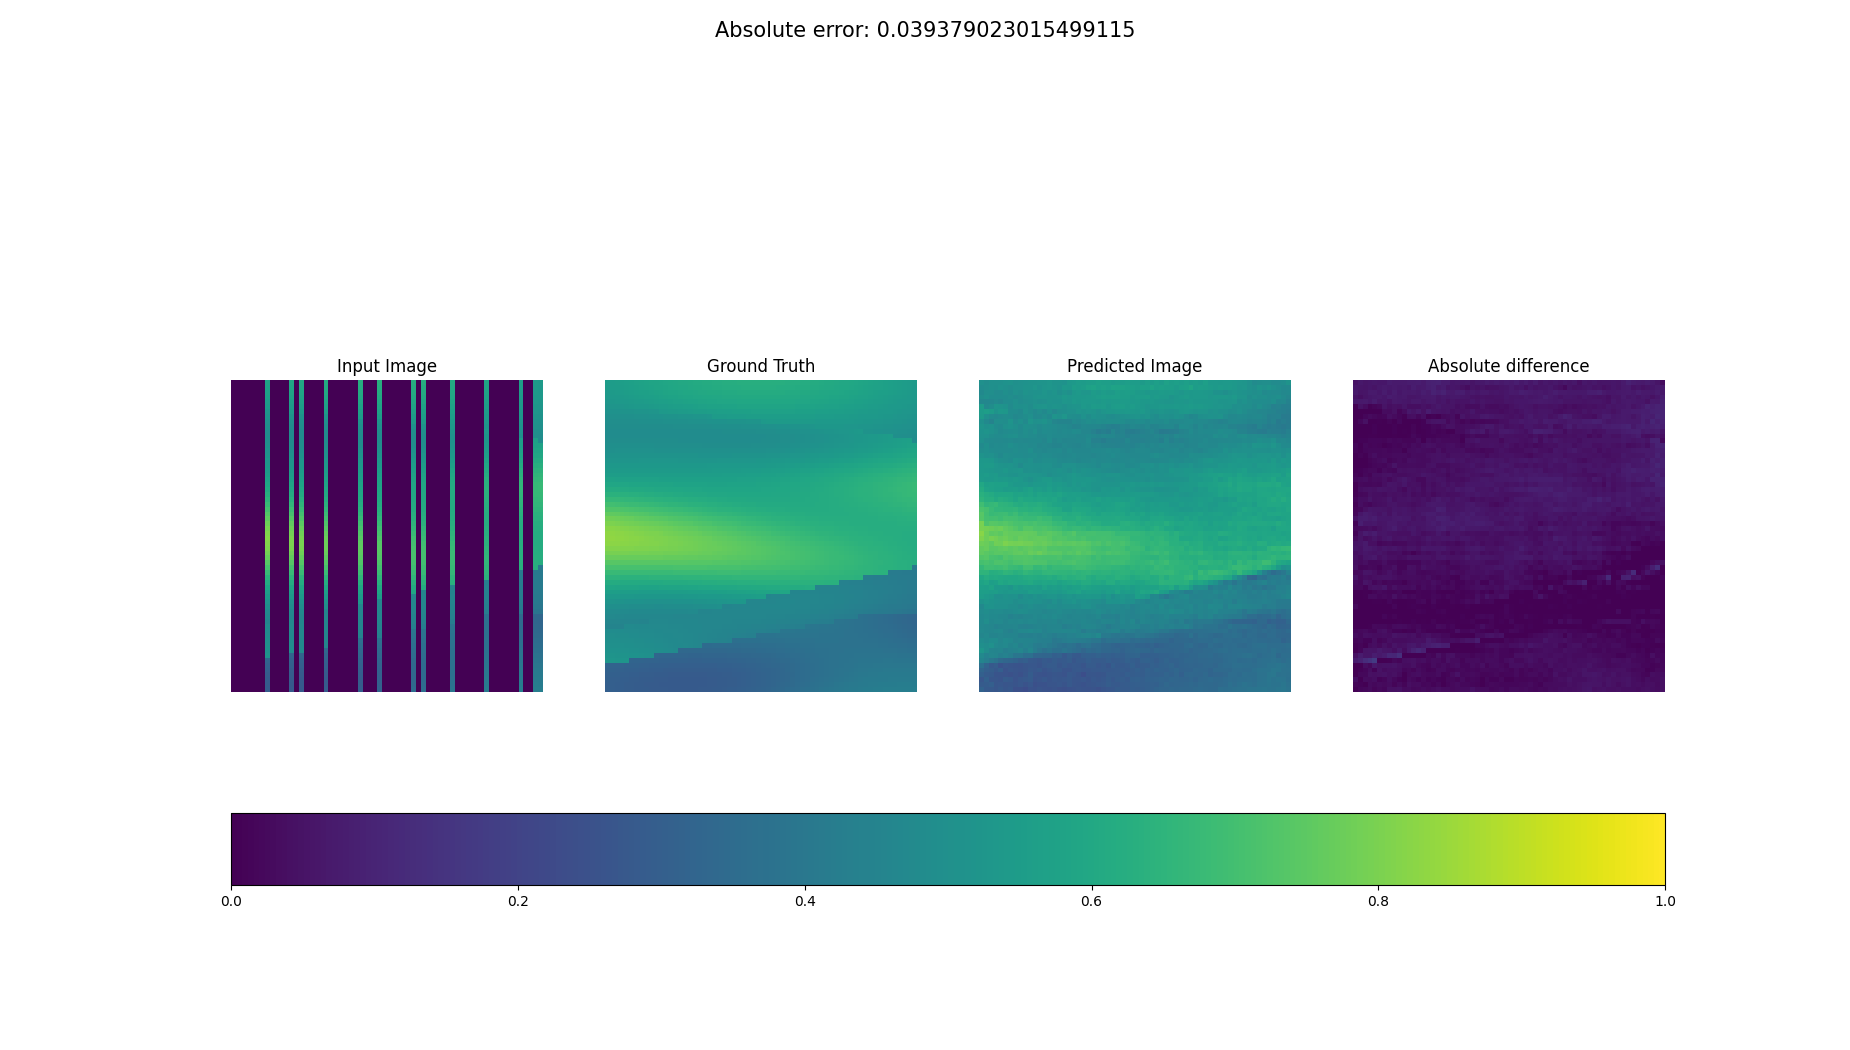 Absolute error: 0.039379023015499115
Input Image
Ground Truth
Predicted Image
Absolute difference
0.0
0.2
0.4
0.6
0.8
1.0